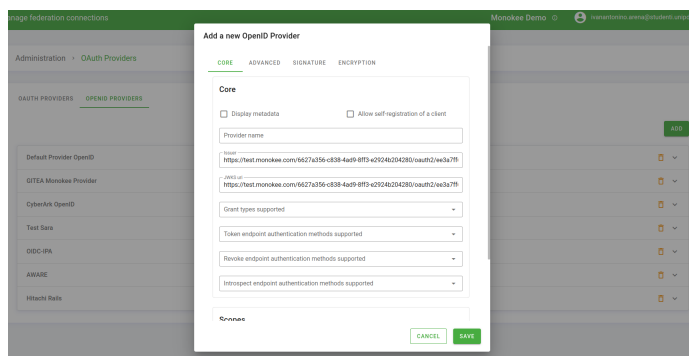 nage federation connections
Monokee Demo
Add a new OpenID Provider
CORE ADVANCED SIGNATURE ENCRYPTION
Administration • OAuth Providers
Core
OAUTH PROVIDERS OPENID PROVIDERS
Display metadata
Allow self-registration of a client
ADD
Provider name
Issuer
https://test.monokee.com/6627a356-c838-4ad9-8ff3-e2924b204280/oauth2/ee3a7ff
Default Provider OpenID
JWKS uri
https://test.monokee.com/6627a356-c838-4ad9-8ff3-e2924b204280/oauth2/ee3a7ff
GITEA Monokee Provider
CyberArk OpenID
Grant types supported
Test Sara
Token endpoint authentication methods supported
OIDC-IPA
Revoke endpoint authentication methods supported
AWARE
Introspect endpoint authentication methods supported
Hitachi Rails
Scopes
CANCEL SAVE